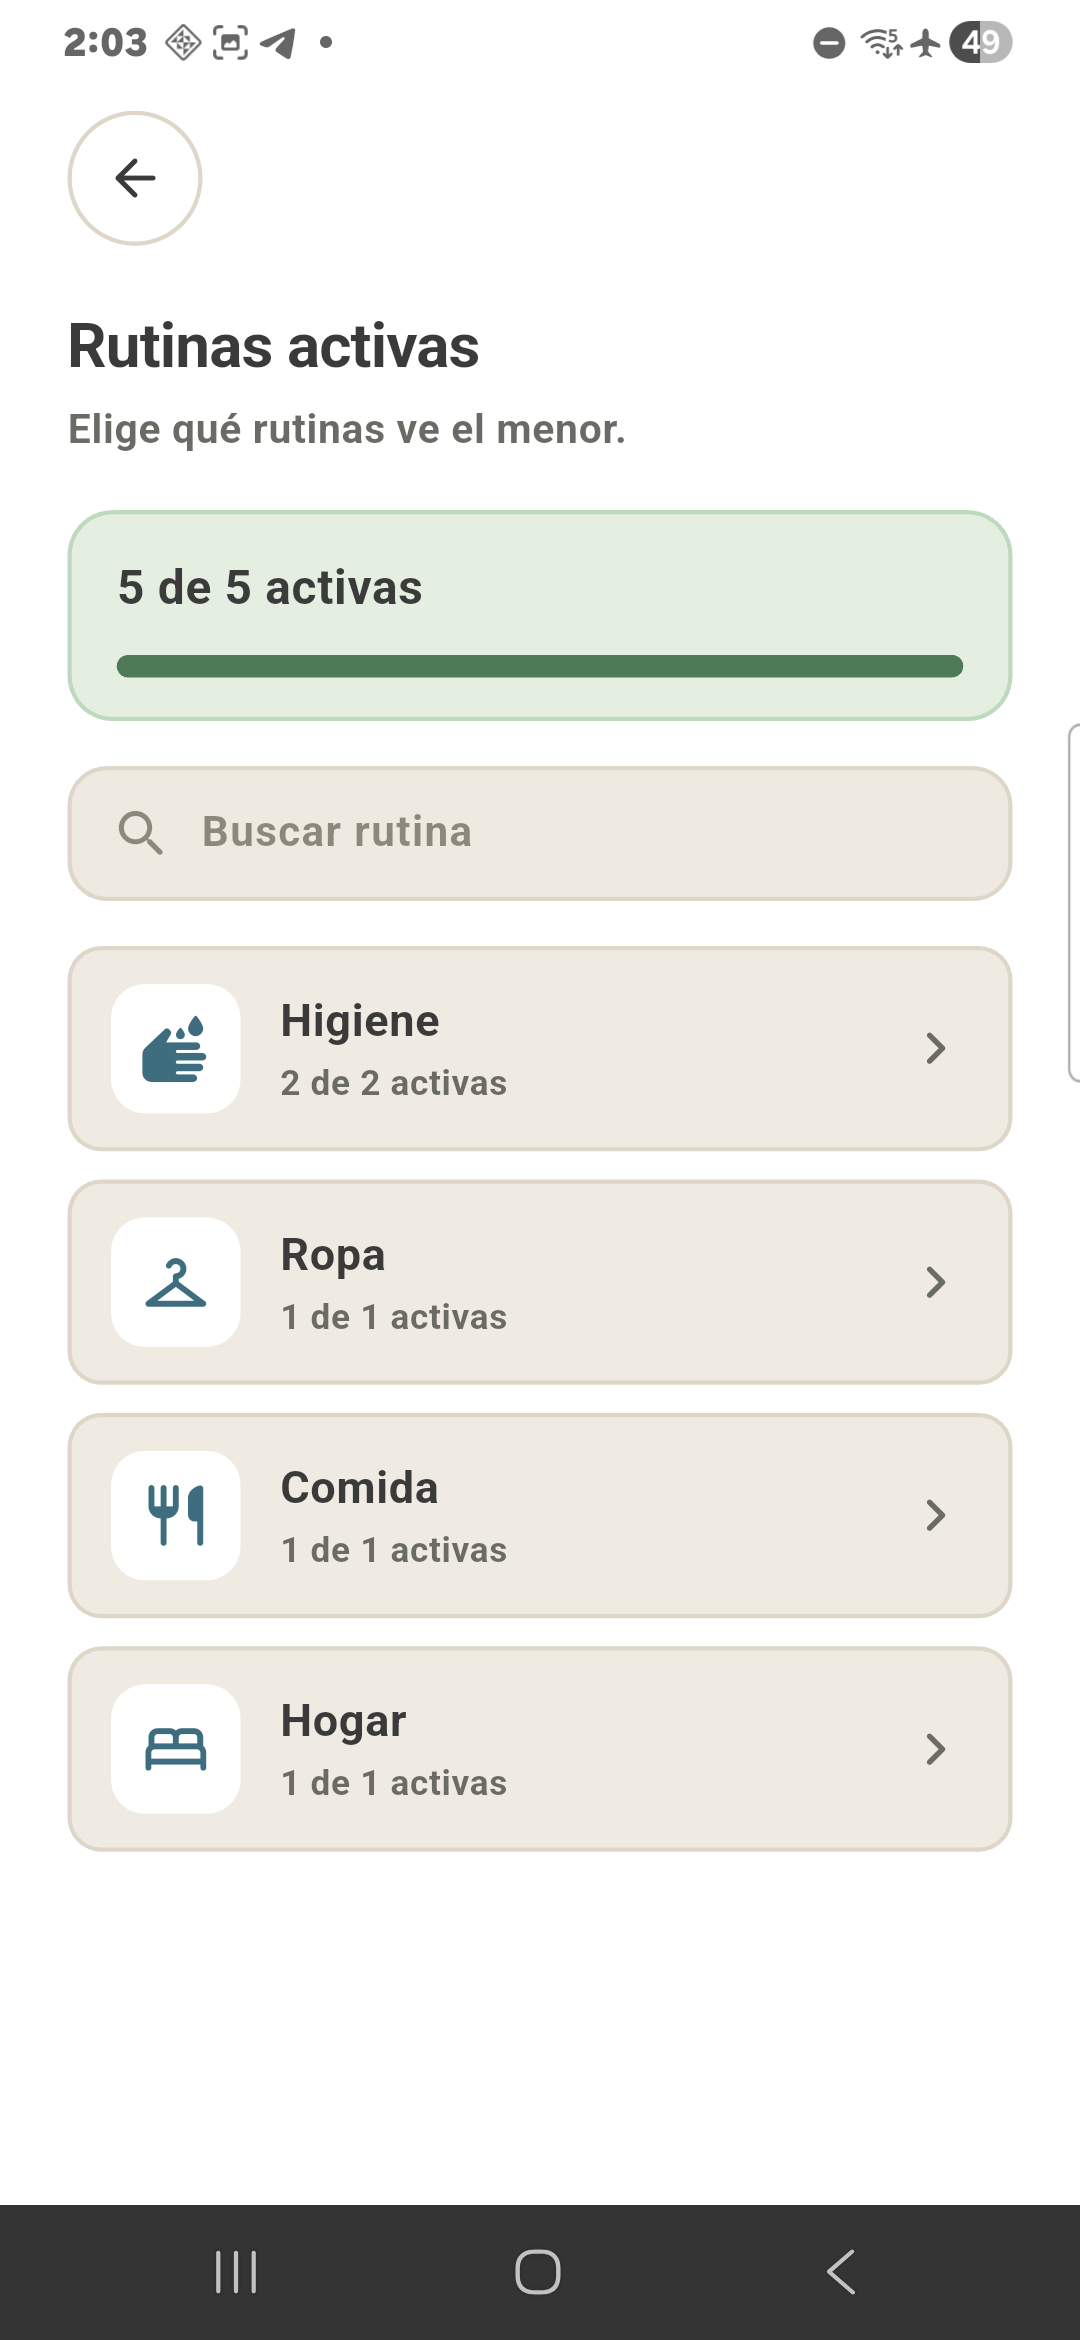 2:03
5
49
Rutinas activas
Elige qué rutinas ve el menor.
5 de 5 activas
Buscar rutina
Higiene
2 de 2 activas
Ropa
1 de 1 activas
Comida
1 de 1 activas
Hogar
1 de 1 activas